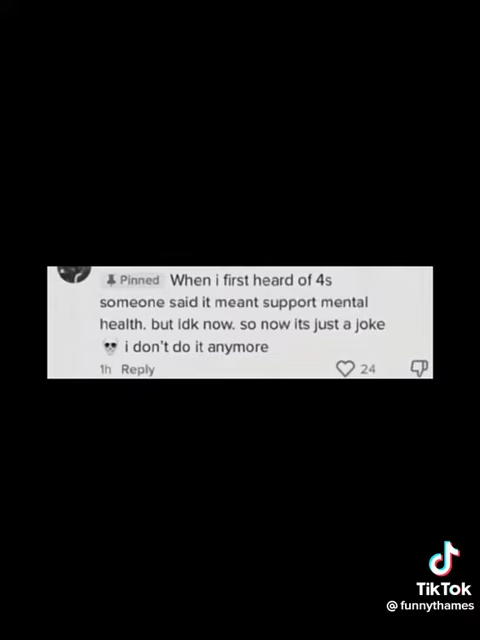 Pinned When i first heard of 4s
someone said it meant support mental
health. but idk now. so now its just a joke
💀 i don't do it anymore
1h Reply 24
TikTok
@funnythames